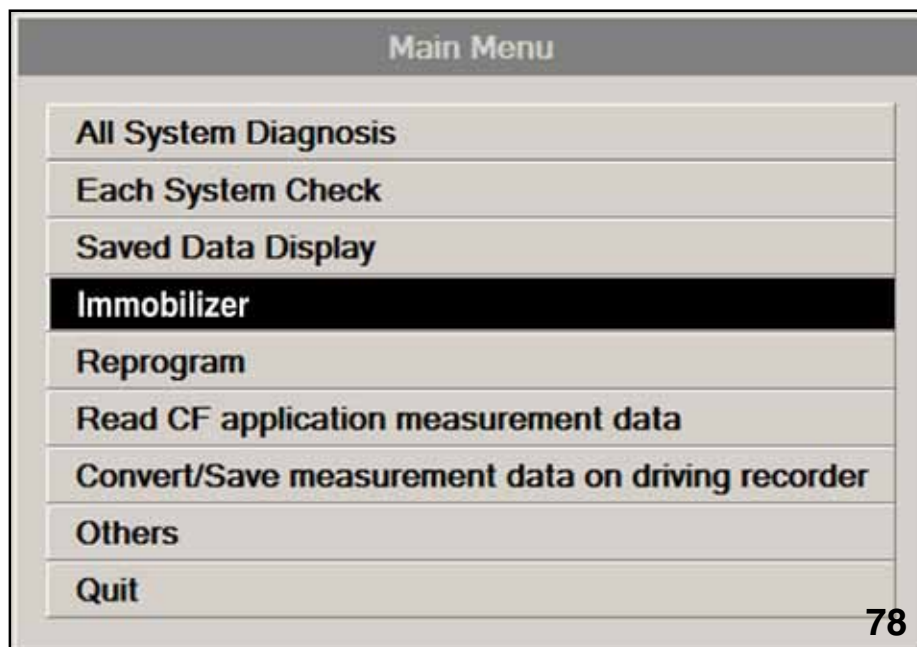 Main Menu
All System Diagnosis
Each System Check
Saved Data Display
Immobilizer
Reprogram
Read CF application measurement data
Convert/Save measurement data on driving recorder
Others
Quit
78